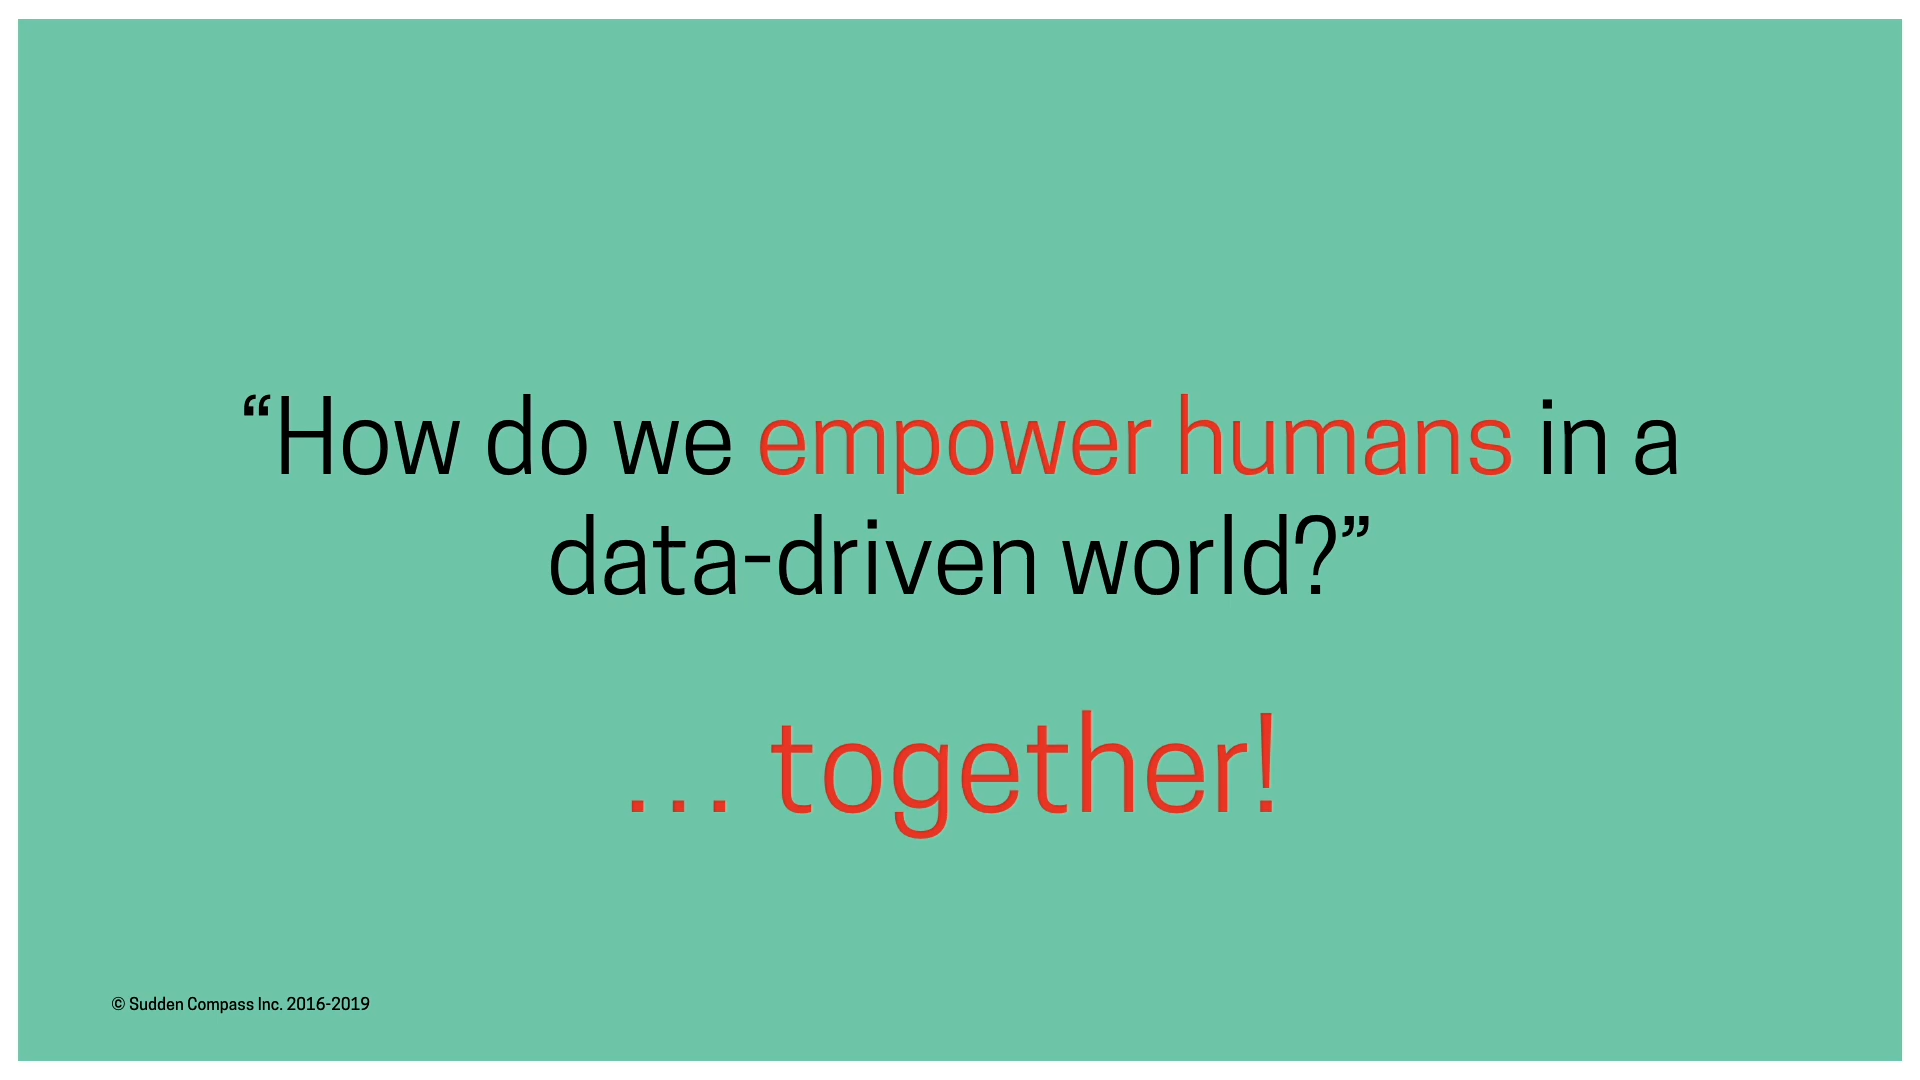 “How do we empower humans in a
data-driven world?”
... together!
© Sudden Compass Inc. 2016-2019